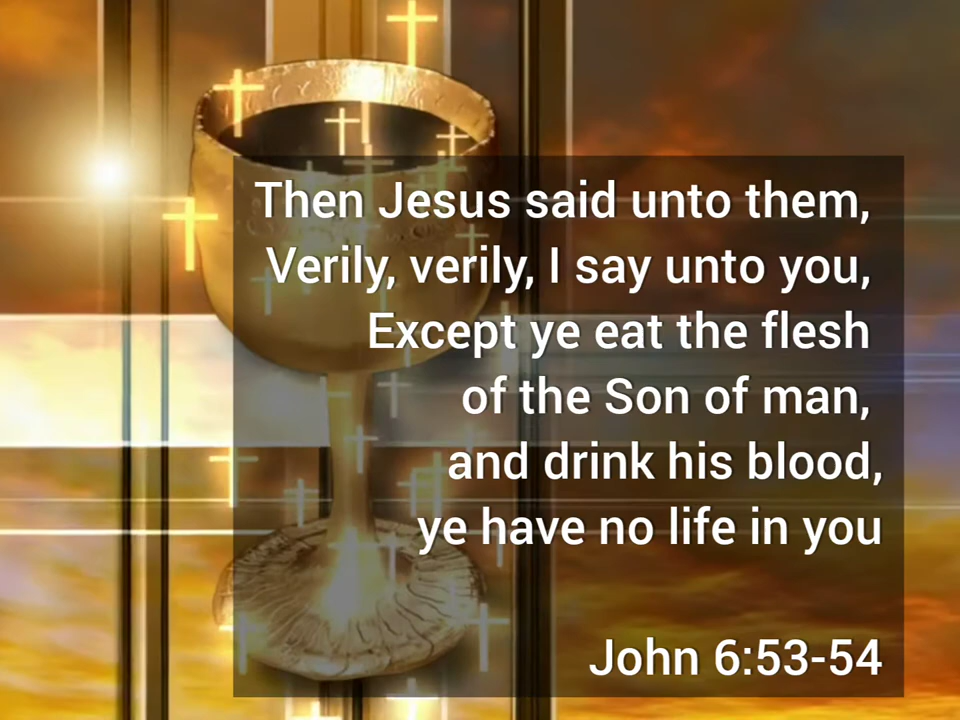 Then Jesus said unto them,
Verily, verily, I say unto you,
Except ye eat the flesh
of the Son of man,
and drink his blood,
ye have no life in you
John 6:53-54